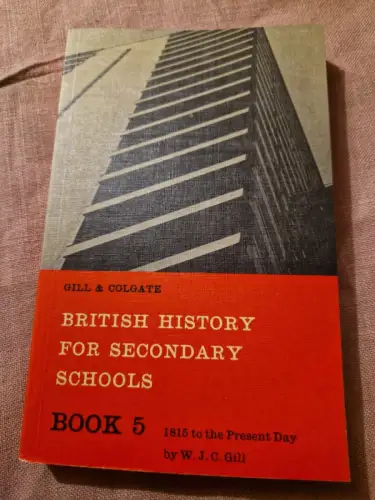 GILL & COLGATE
BRITISH HISTORY
FOR SECONDARY
SCHOOLS
BOOK 5 1815 to the Present Day
by W. J. C. Gill